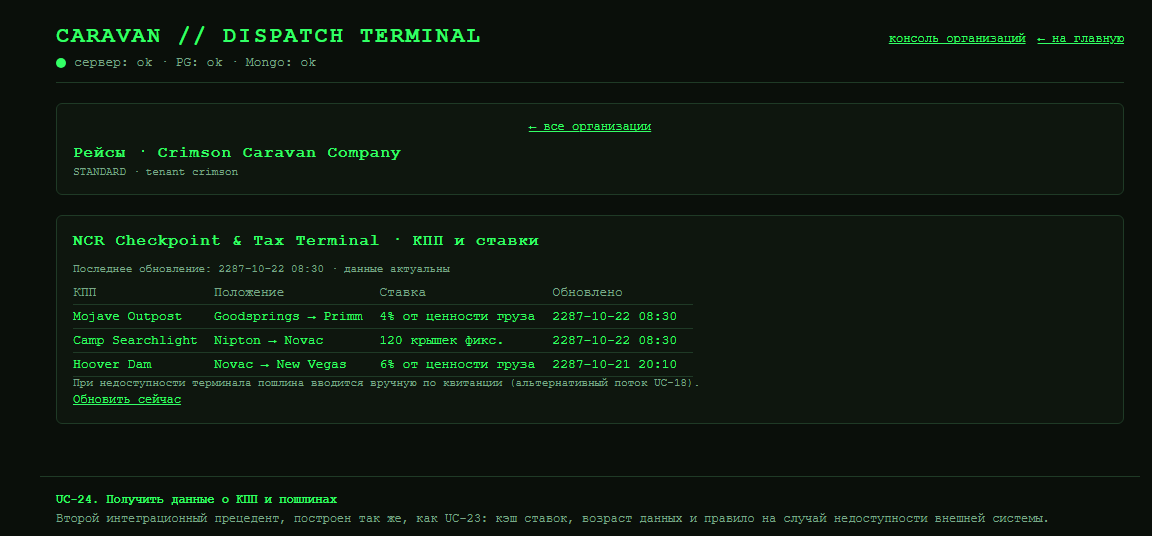 CARAVAN // DISPATCH TERMINAL
консоль организаций ← на главную
сервер: ok · PG: ok · Mongo: ok
← все организации
Рейсы · Crimson Caravan Company
STANDARD · tenant crimson
NCR Checkpoint & Tax Terminal · КПП и ставки
Последнее обновление: 2287-10-22 08:30 · данные актуальны
КПП Положение Ставка Обновлено
Mojave Outpost Goodsprings → Primm 4% от ценности груза 2287-10-22 08:30
Camp Searchlight Nipton → Novac 120 крышек фикс. 2287-10-22 08:30
Hoover Dam Novac → New Vegas 6% от ценности груза 2287-10-21 20:10
При недоступности терминала пошлина вводится вручную по квитанции (альтернативный поток UC-18).
Обновить сейчас
UC-24. Получить данные о КПП и пошлинах
Второй интеграционный прецедент, построен так же, как UC-23: кэш ставок, возраст данных и правило на случай недоступности внешней системы.